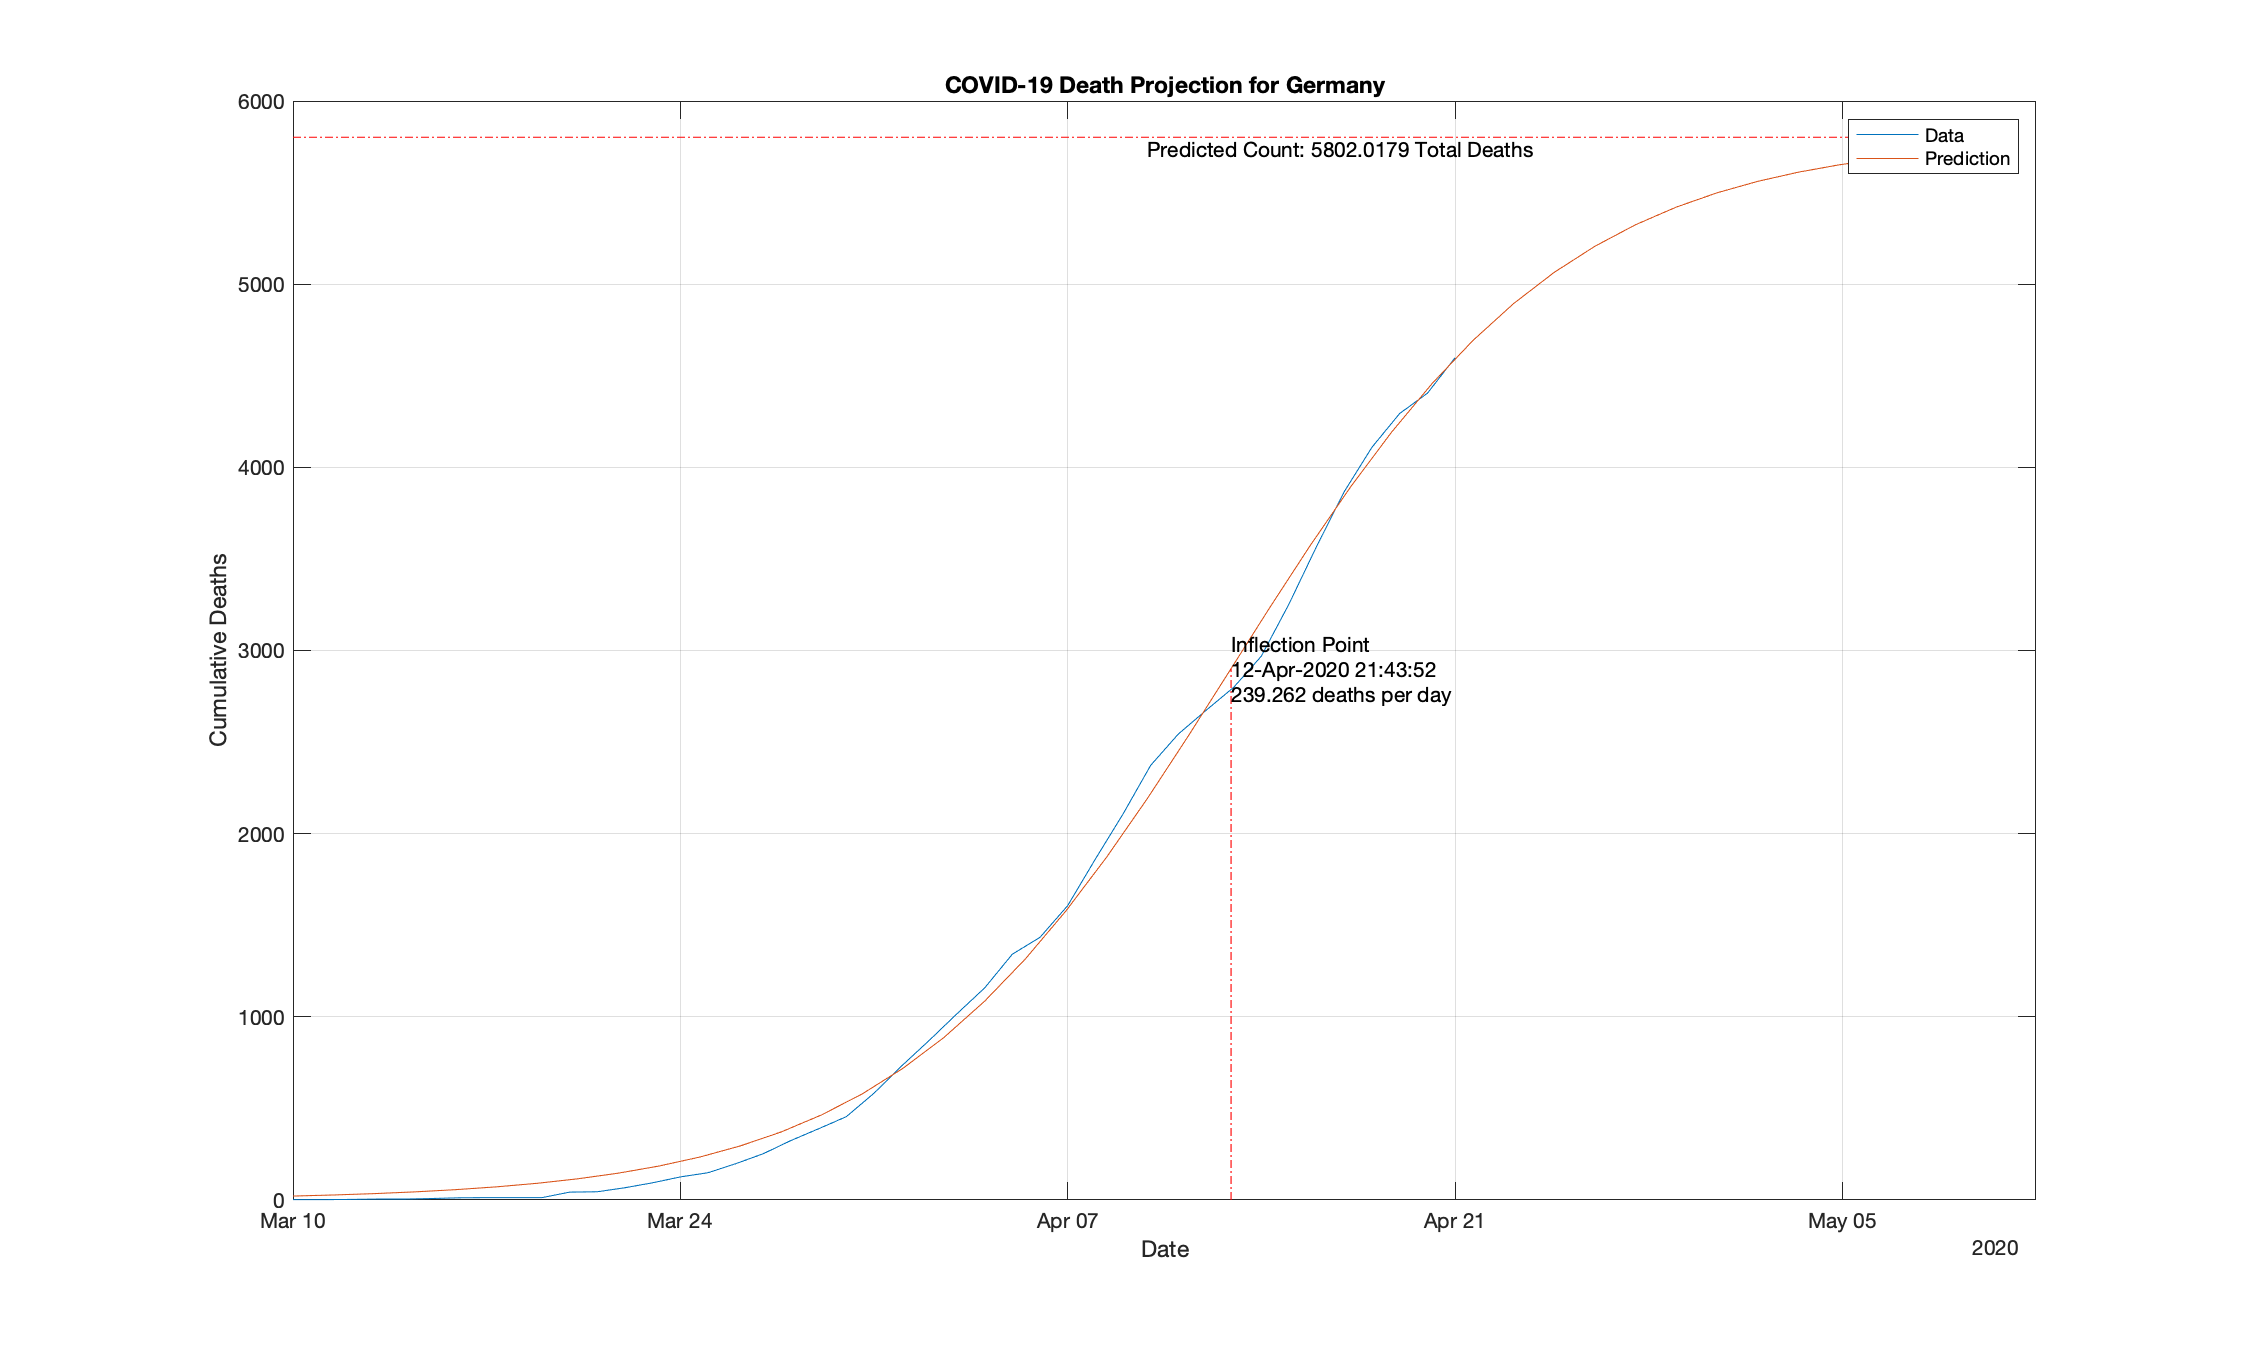 COVID-19 Death Projection for Germany
6000
5000
4000
3000
2000
1000
0
Cumulative Deaths
Predicted Count: 5802.0179 Total Deaths
Data
Prediction
Inflection Point
12-Apr-2020 21:43:52
239.262 deaths per day
Mar 10
Mar 24
Apr 07
Apr 21
May 05
Date
2020